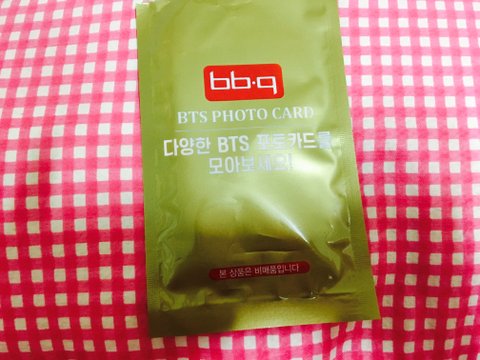 bb.q
BTS PHOTO CARD
다양한 BTS 포토카드를
모아보세요!
본 상품은 비매품입니다